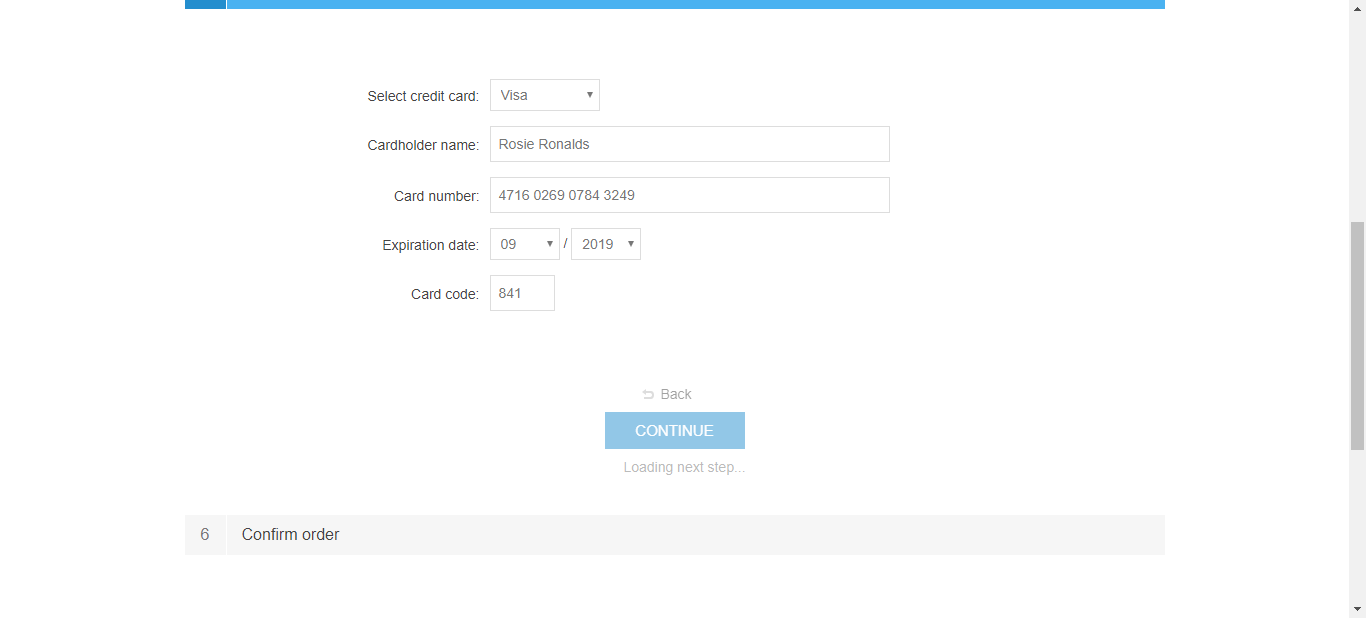 Select credit card: Visa
Cardholder name: Rosie Ronalds
Card number: 4716 0269 0784 3249
Expiration date: 09 / 2019
Card code: 841
Back
CONTINUE
Loading next step...
6 Confirm order